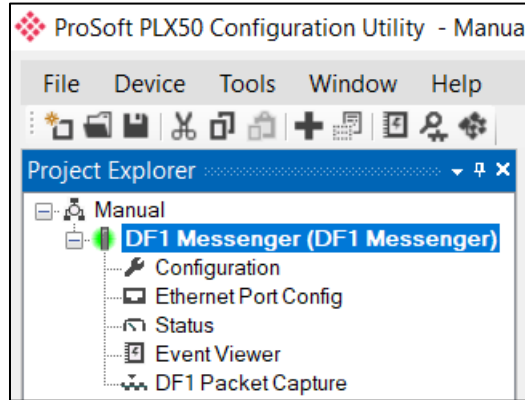 ProSoft PLX50 Configuration Utility - Manua
File Device Tools Window Help
Project Explorer
Manual
DF1 Messenger (DF1 Messenger)
Configuration
Ethernet Port Config
Status
Event Viewer
DF1 Packet Capture